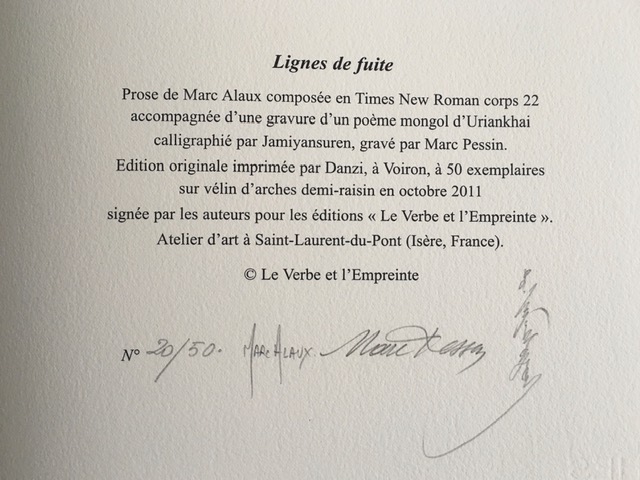 Lignes de fuite
Prose de Marc Alaux composée en Times New Roman corps 22
accompagnée d'une gravure d'un poème mongol d'Uriankhai
calligraphié par Jamiyansuren, gravé par Marc Pessin.
Edition originale imprimée par Danzi, à Voiron, à 50 exemplaires
sur vélin d'arches demi-raisin en octobre 2011
signée par les auteurs pour les éditions « Le Verbe et l'Empreinte ».
Atelier d'art à Saint-Laurent-du-Pont (Isère, France).
© Le Verbe et l'Empreinte
N° 20/50. Marc Alaux. Marc Pessin